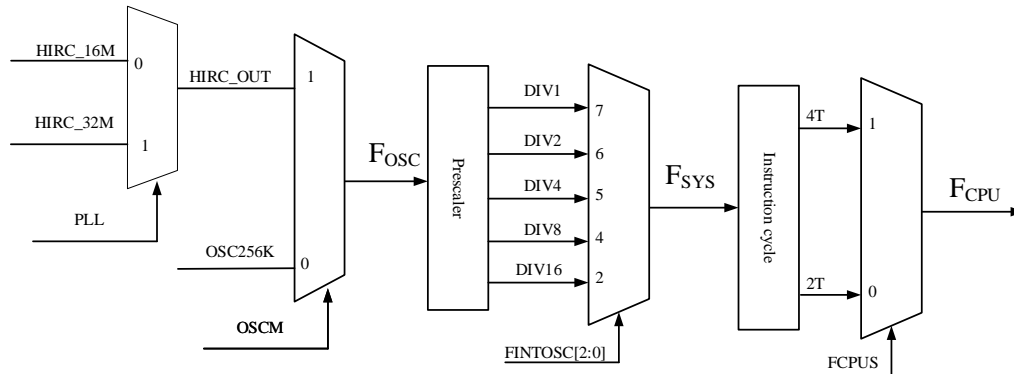 HIRC_16M
0
HIRC_OUT
HIRC_32M
1
PLL
1
OSC256K
0
OSCM
FOSC
Prescaler
DIV1
7
DIV2
6
DIV4
5
DIV8
4
DIV16
2
FINTOSC[2:0]
FSYS
Instruction cycle
4T
1
2T
0
FCPUS
FCPU